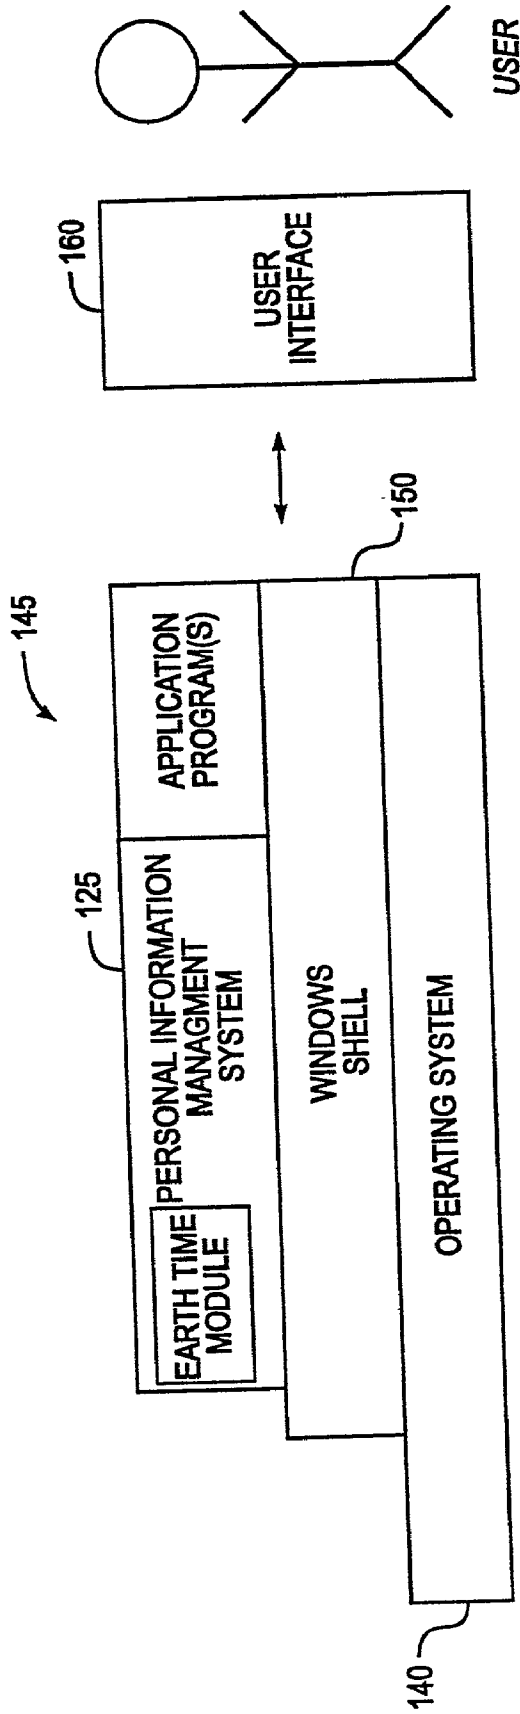 145
125
EARTH TIME
MODULE
PERSONAL INFORMATION
MANAGMENT
SYSTEM
APPLICATION
PROGRAM(S)
WINDOWS
SHELL
150
OPERATING SYSTEM
140
160
USER
INTERFACE
USER